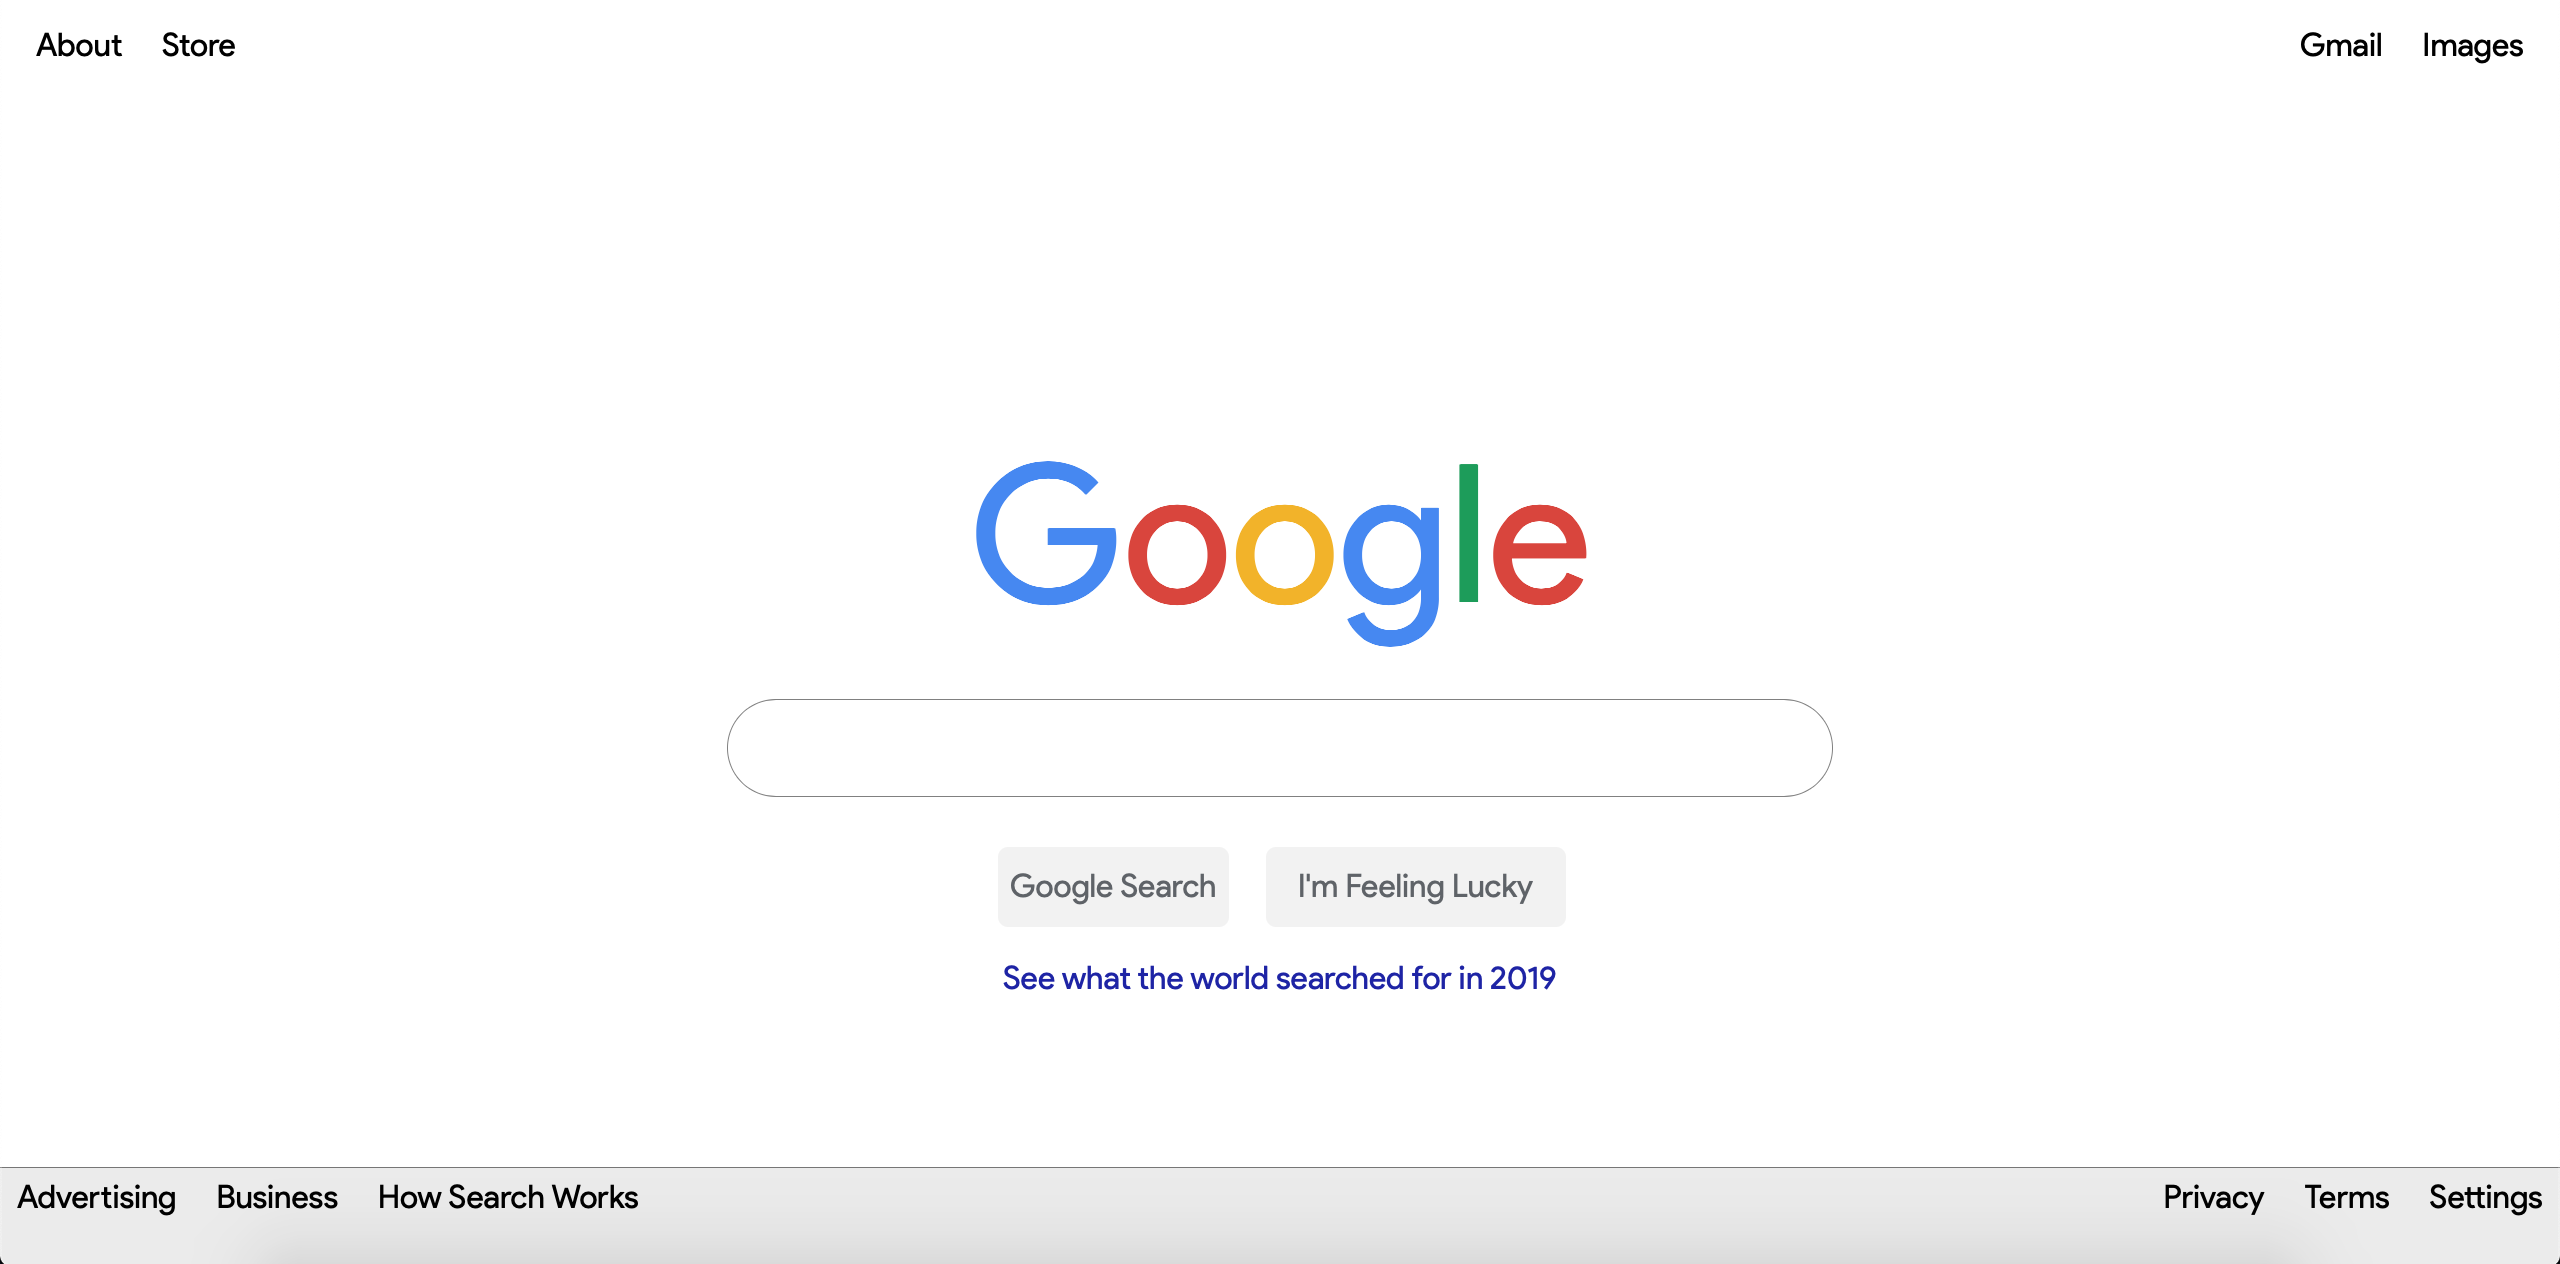 About Store Gmail Images
Google
Google Search I'm Feeling Lucky
See what the world searched for in 2019
Advertising Business How Search Works Privacy Terms Settings